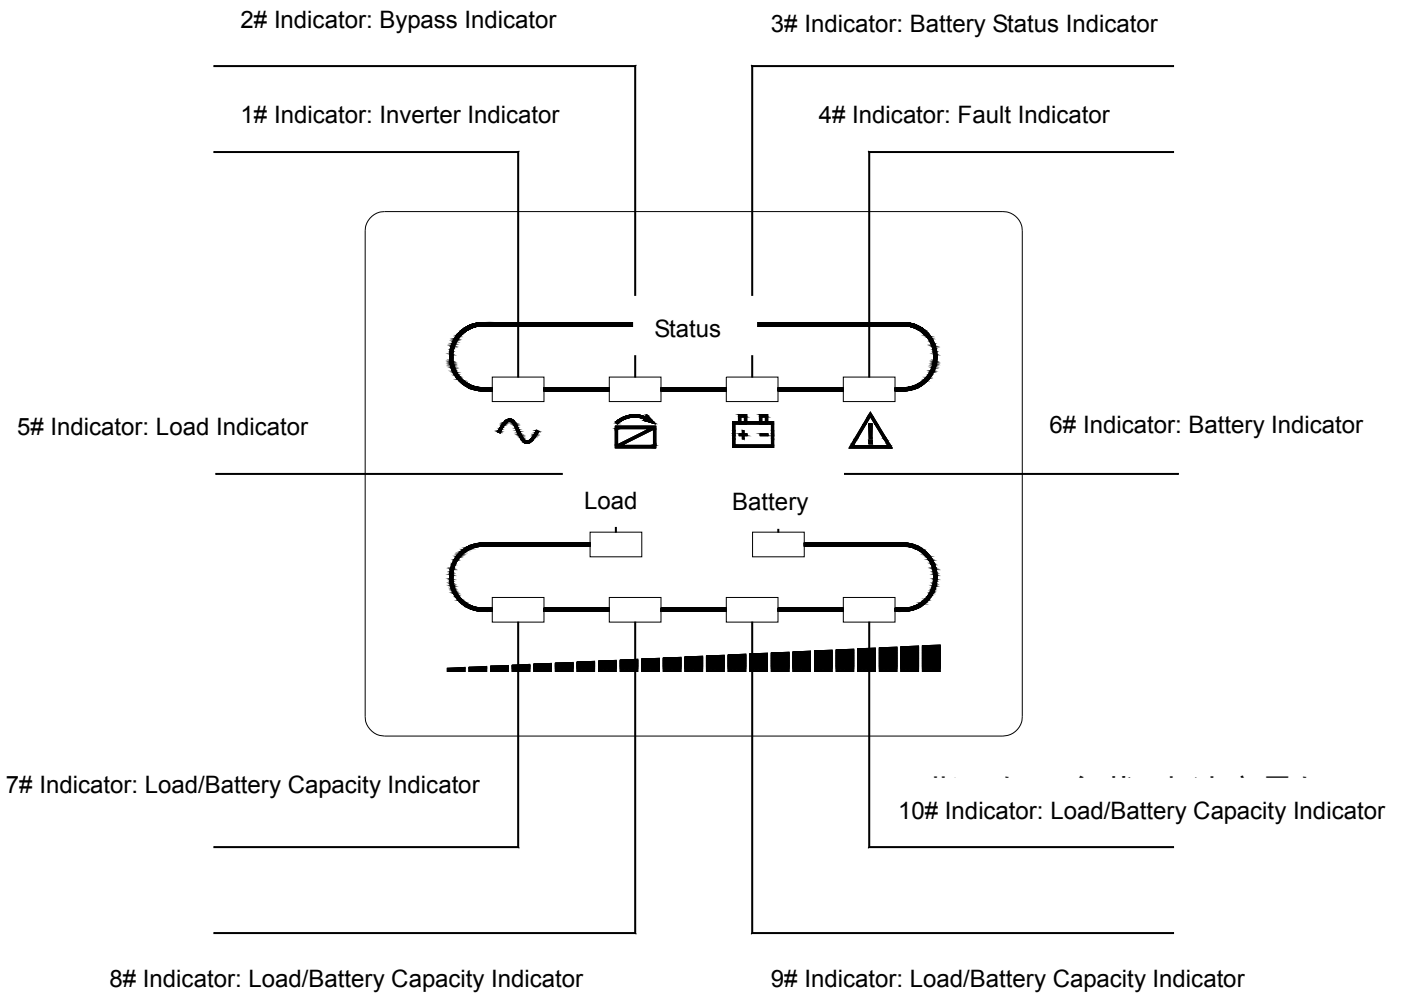 2# Indicator: Bypass Indicator
3# Indicator: Battery Status Indicator
1# Indicator: Inverter Indicator
4# Indicator: Fault Indicator
Status
5# Indicator: Load Indicator
6# Indicator: Battery Indicator
Load
Battery
7# Indicator: Load/Battery Capacity Indicator
10# Indicator: Load/Battery Capacity Indicator
8# Indicator: Load/Battery Capacity Indicator
9# Indicator: Load/Battery Capacity Indicator